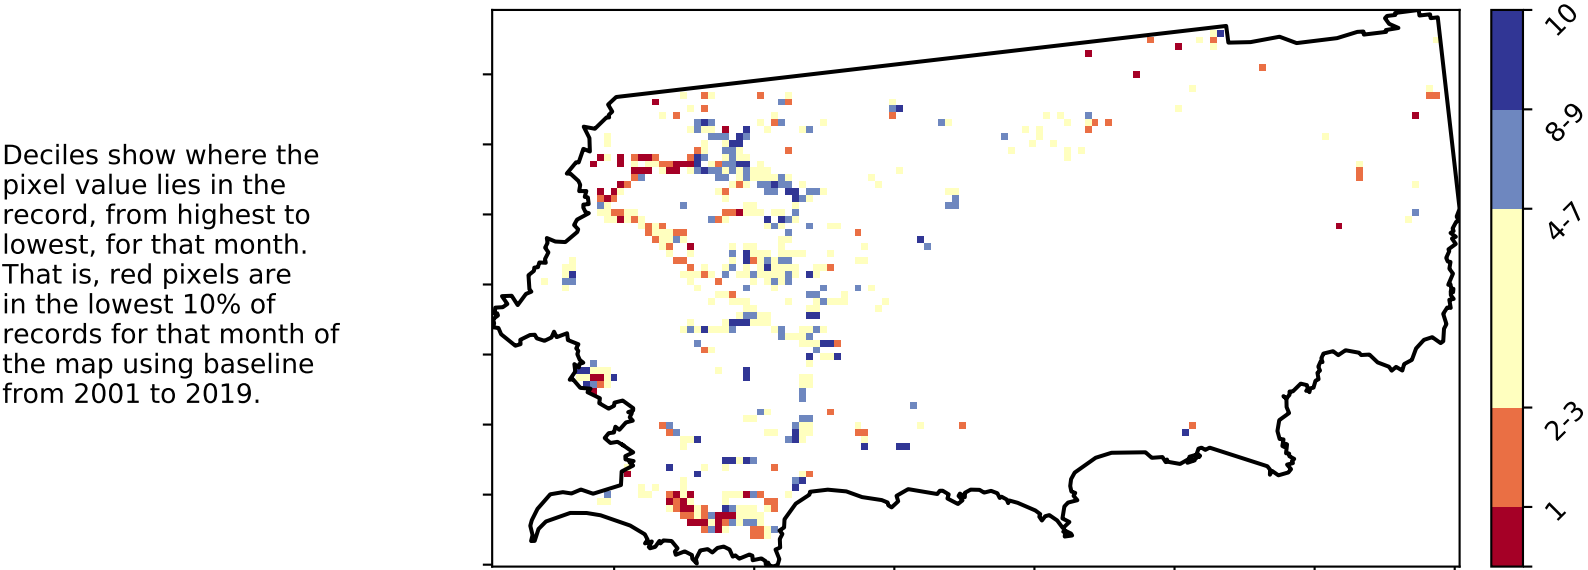 Deciles show where the
pixel value lies in the
record, from highest to
lowest, for that month.
That is, red pixels are
in the lowest 10% of
records for that month of
the map using baseline
from 2001 to 2019.
10
8-9
4-7
2-3
1